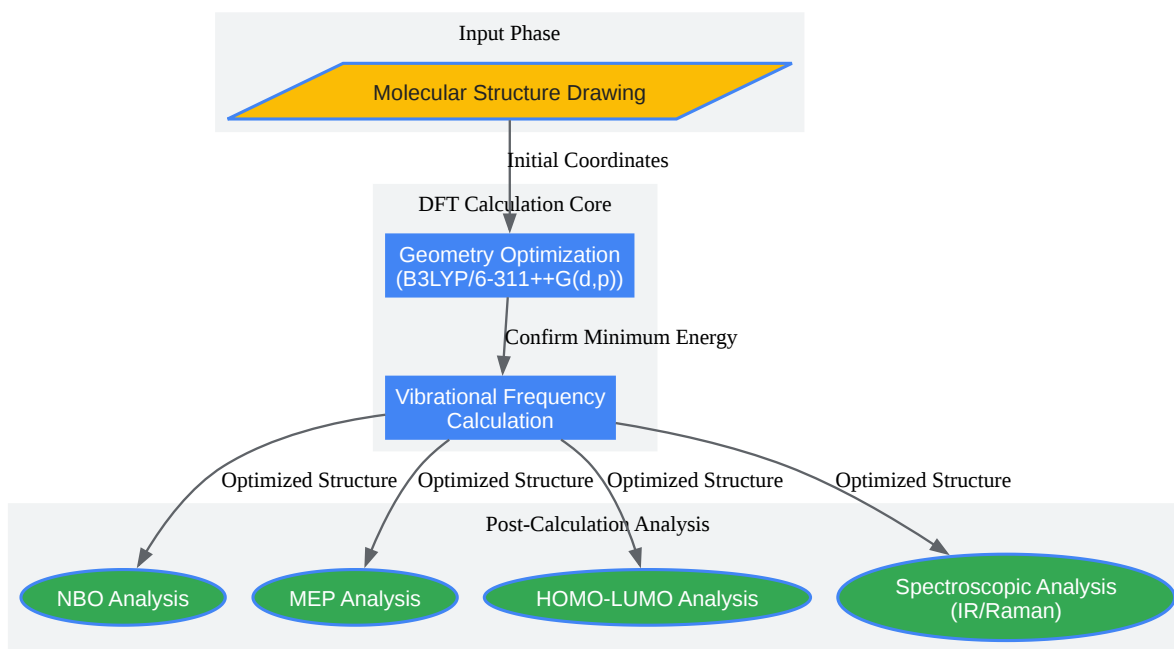 Input Phase
Molecular Structure Drawing
Initial Coordinates
DFT Calculation Core
Geometry Optimization
(B3LYP/6-311++G(d,p))
Confirm Minimum Energy
Vibrational Frequency
Calculation
Optimized Structure
Optimized Structure
Optimized Structure
Optimized Structure
Post-Calculation Analysis
NBO Analysis
MEP Analysis
HOMO-LUMO Analysis
Spectroscopic Analysis
(IR/Raman)